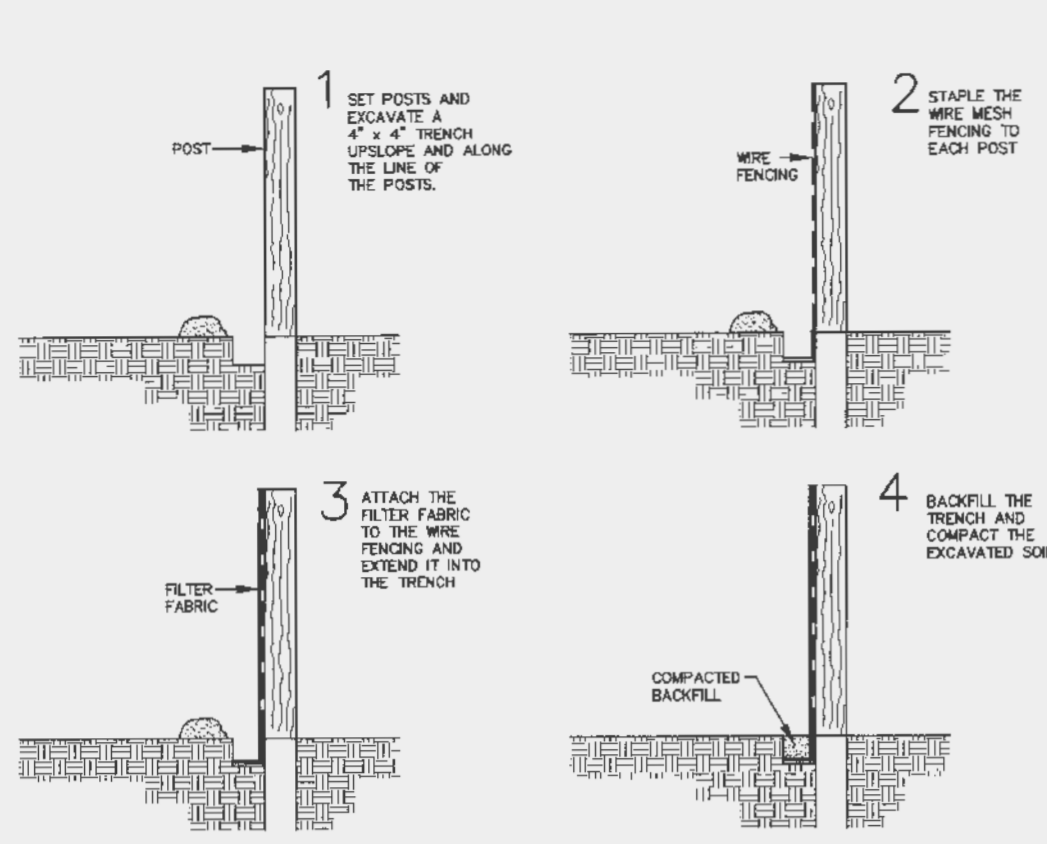 1
SET POSTS AND
EXCAVATE A
4" x 4" TRENCH
UPSLOPE AND ALONG
THE LINE OF
THE POSTS.
POST
2
STAPLE THE
WIRE MESH
FENCING TO
EACH POST
WIRE
FENCING
3
ATTACH THE
FILTER FABRIC
TO THE WIRE
FENCING AND
EXTEND IT INTO
THE TRENCH
FILTER
FABRIC
4
BACKFILL THE
TRENCH AND
COMPACT THE
EXCAVATED
COMPACTED
BACKFILL